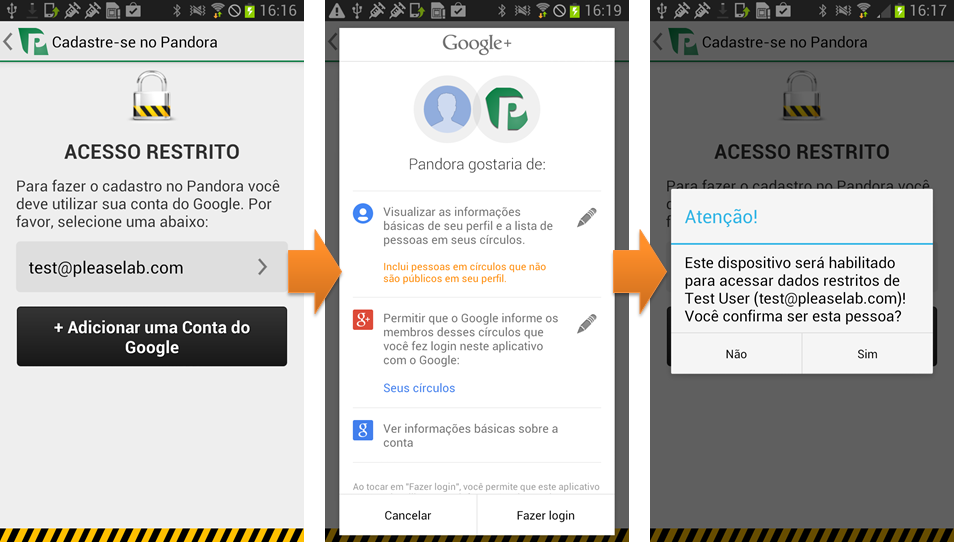 16:16
Cadastre-se no Pandora
ACESSO RESTRITO
Para fazer o cadastro no Pandora você
deve utilizar sua conta do Google. Por
favor, selecione uma abaixo:
test@pleaselab.com
+ Adicionar uma Conta do
Google
16:19
Google+
Pandora gostaria de:
Visualizar as informações
básicas de seu perfil e a lista de
pessoas em seus círculos.
Inclui pessoas em círculos que não
são públicos em seu perfil.
Permitir que o Google informe os
membros desses círculos que
você fez login neste aplicativo
com o Google:
Seus círculos
Ver informações básicas sobre a
conta
Ao tocar em "Fazer login", você permite que este aplicativo
Cancelar
Fazer login
16:17
Cadastre-se no Pandora
ACESSO RESTRITO
Para fazer o cadastro no Pandora você
Atenção!
Este dispositivo será habilitado
para acessar dados restritos de
Test User (test@pleaselab.com)!
Você confirma ser esta pessoa?
Não
Sim